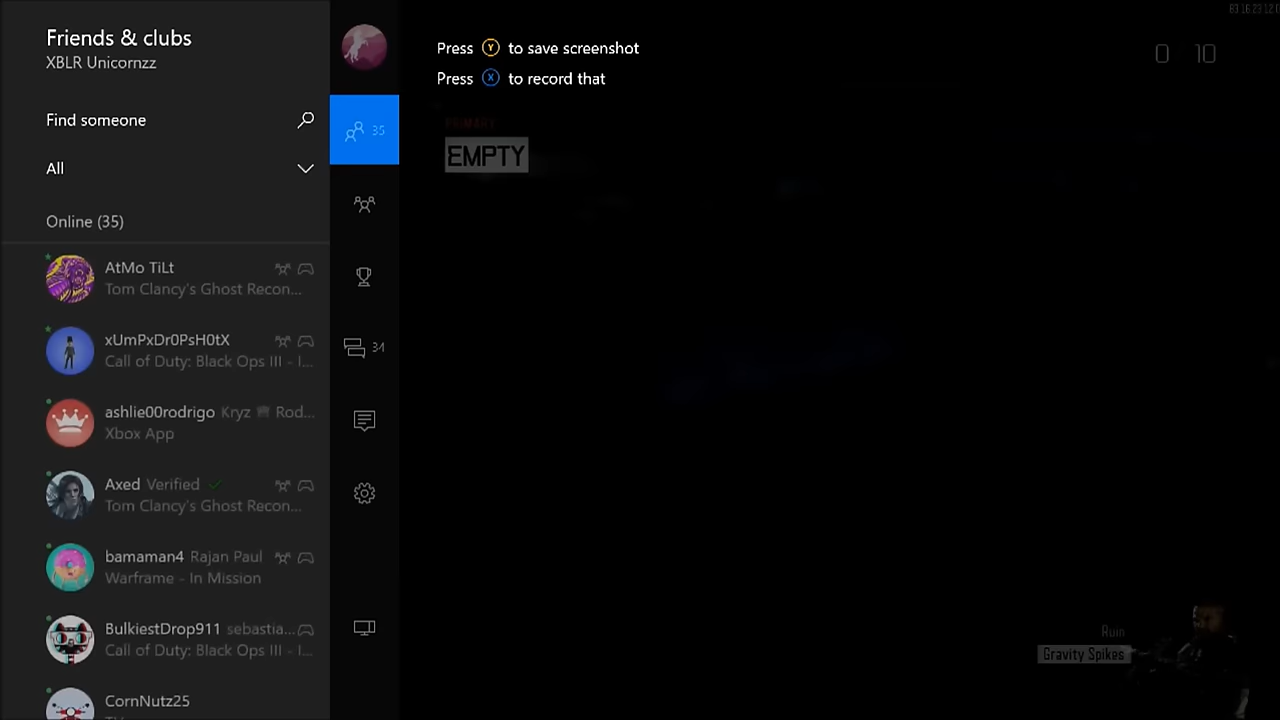 Friends & clubs
XBLR Unicornzz
Find someone
All
Online (35)
AtMo TiLt
Tom Clancy's Ghost Recon...
xUmPxDr0PsH0tX
Call of Duty: Black Ops III - I...
ashlie00rodrigo Kryz Rod...
Xbox App
Axed Verified
Tom Clancy's Ghost Recon...
bamaman4 Rajan Paul
Warframe - In Mission
BulkiestDrop911 sebastia...
Call of Duty: Black Ops III - I...
CornNutz25
35
34
Press Y to save screenshot
Press X to record that
PRIMARY
EMPTY
0 10
Ruin
Gravity Spikes